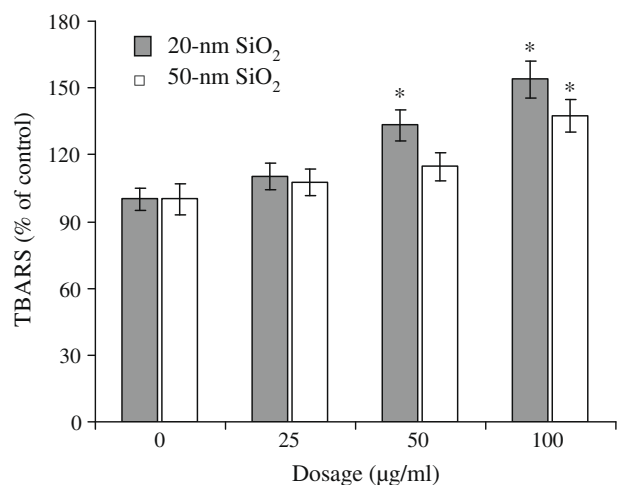 180
150
120
90
60
30
0
TBARS (% of control)
20-nm SiO₂
50-nm SiO₂
*
*
*
0 25 50 100
Dosage (µg/ml)